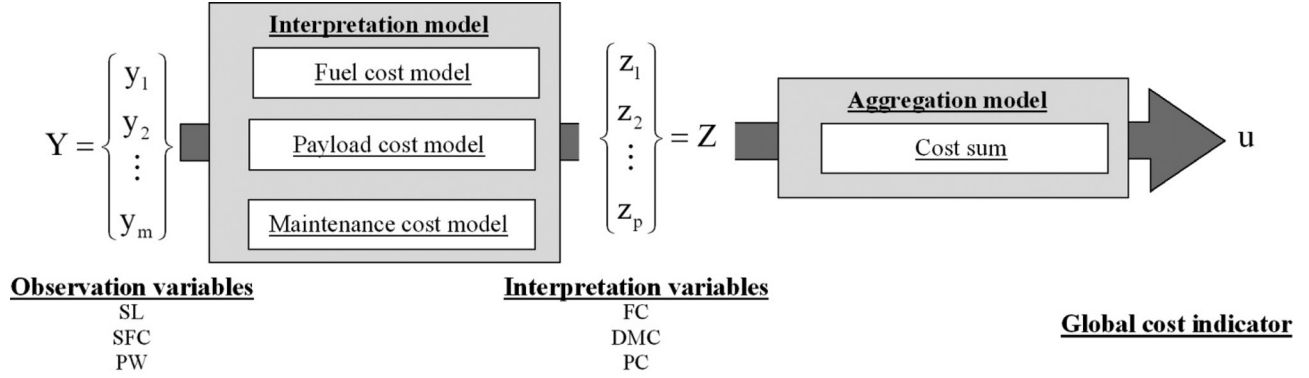 Interpretation model
Fuel cost model
Payload cost model
Maintenance cost model
Y = { y1 y2 ⋮ ym }
{ z1 z2 ⋮ zp } = Z
Aggregation model
Cost sum
u
Observation variables
SL
SFC
PW
Interpretation variables
FC
DMC
PC
Global cost indicator